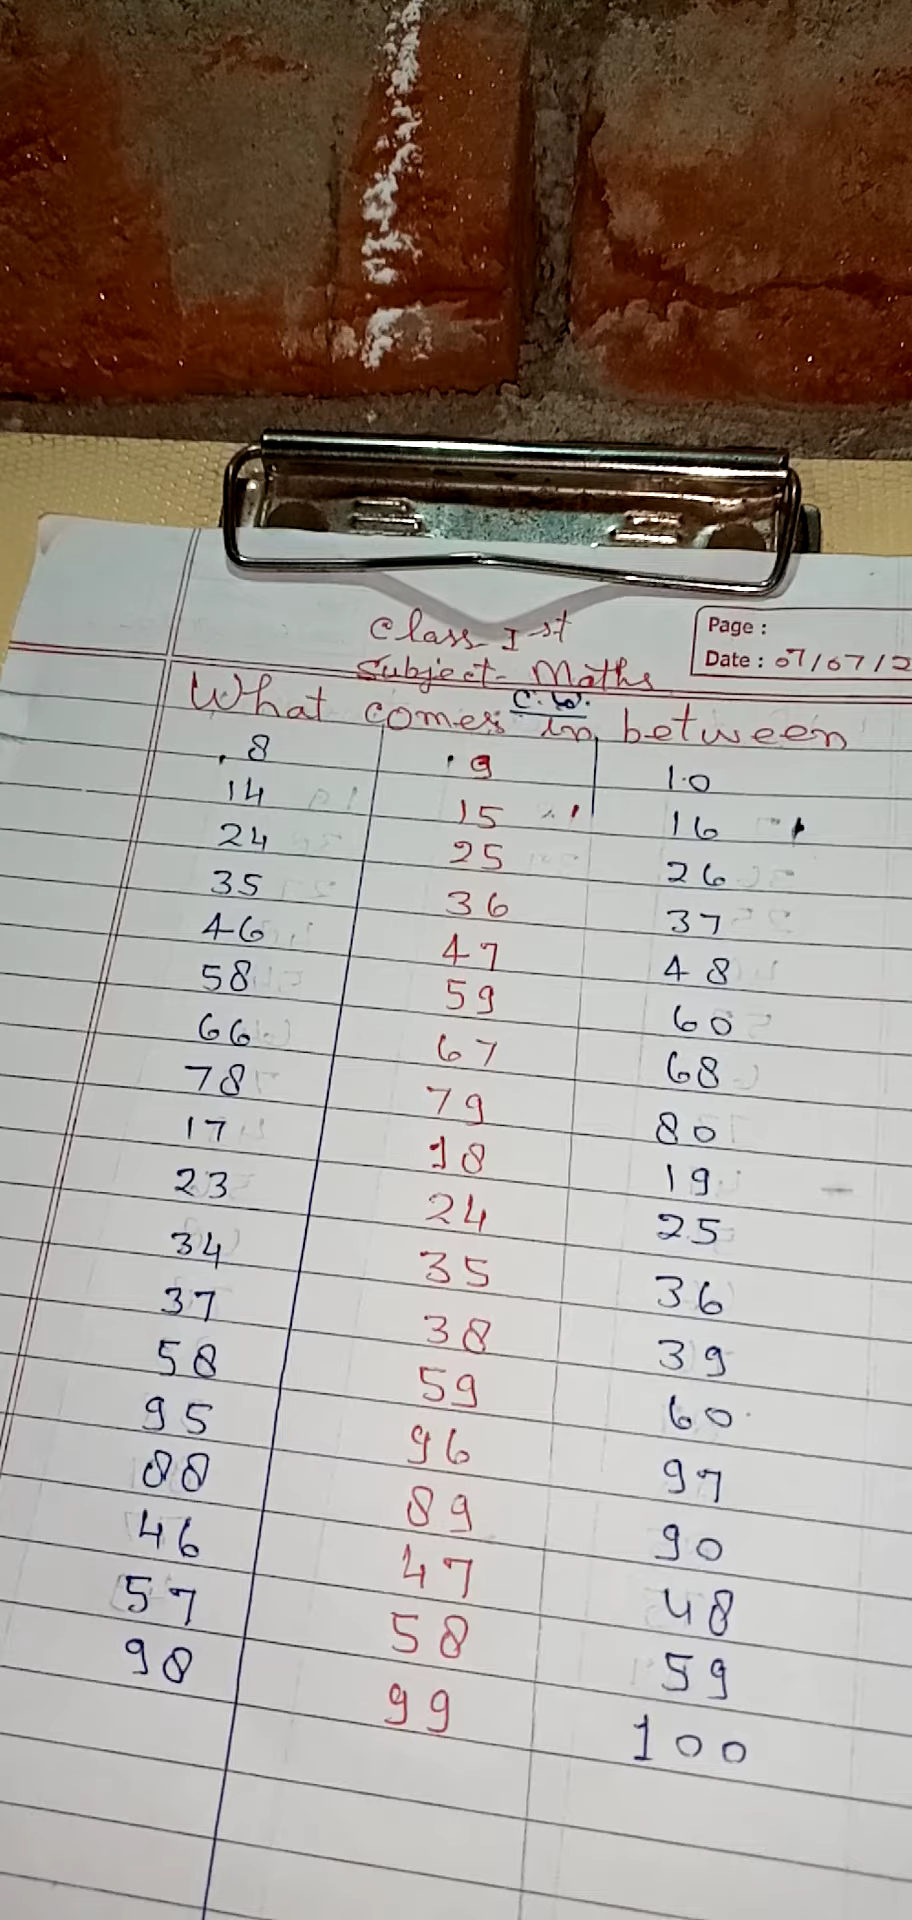 Class Ist
Page :
Subject- Maths
Date : 07/07/2
C.W.
What comes in between
8 9 10
14 15 16
24 25 26
35 36 37
46 47 48
58 59 60
66 67 68
78 79 80
17 18 19
23 24 25
34 35 36
37 38 39
58 59 60
95 96 97
88 89 90
46 47 48
57 58 59
98 99 100